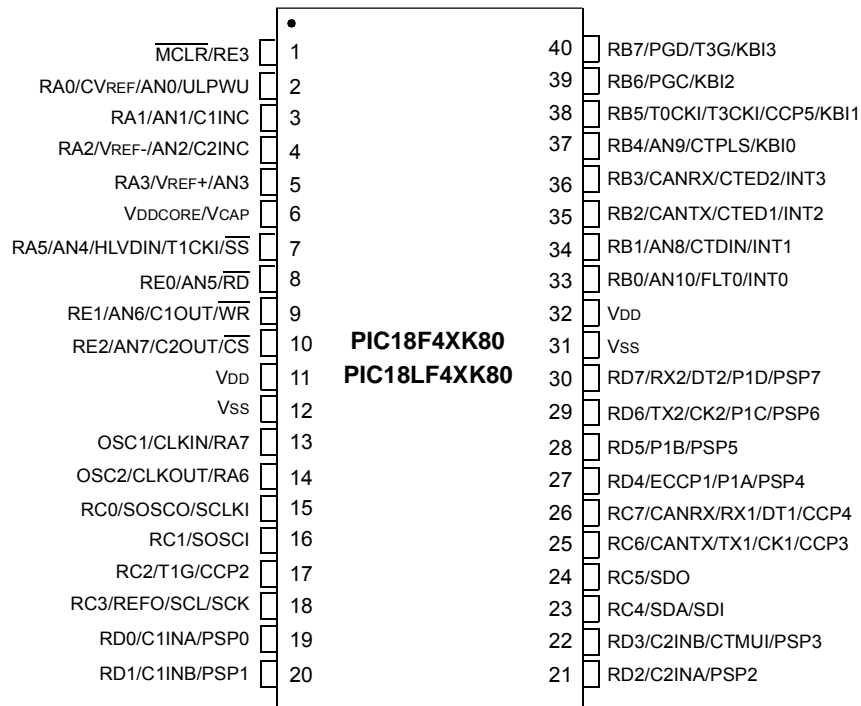 MCLR/RE3 1
RA0/CVREF/AN0/ULPWU 2
RA1/AN1/C1INC 3
RA2/VREF-/AN2/C2INC 4
RA3/VREF+/AN3 5
VDDCORE/VCAP 6
RA5/AN4/HLVDIN/T1CKI/SS 7
RE0/AN5/RD 8
RE1/AN6/C1OUT/WR 9
RE2/AN7/C2OUT/CS 10
VDD 11
VSS 12
OSC1/CLKIN/RA7 13
OSC2/CLKOUT/RA6 14
RC0/SOSCO/SCLKI 15
RC1/SOSCI 16
RC2/T1G/CCP2 17
RC3/REFO/SCL/SCK 18
RD0/C1INA/PSP0 19
RD1/C1INB/PSP1 20
PIC18F4XK80
PIC18LF4XK80
40 RB7/PGD/T3G/KBI3
39 RB6/PGC/KBI2
38 RB5/T0CKI/T3CKI/CCP5/KBI1
37 RB4/AN9/CTPLS/KBI0
36 RB3/CANRX/CTED2/INT3
35 RB2/CANTX/CTED1/INT2
34 RB1/AN8/CTDIN/INT1
33 RB0/AN10/FLT0/INT0
32 VDD
31 VSS
30 RD7/RX2/DT2/P1D/PSP7
29 RD6/TX2/CK2/P1C/PSP6
28 RD5/P1B/PSP5
27 RD4/ECCP1/P1A/PSP4
26 RC7/CANRX/RX1/DT1/CCP4
25 RC6/CANTX/TX1/CK1/CCP3
24 RC5/SDO
23 RC4/SDA/SDI
22 RD3/C2INB/CTMUI/PSP3
21 RD2/C2INA/PSP2